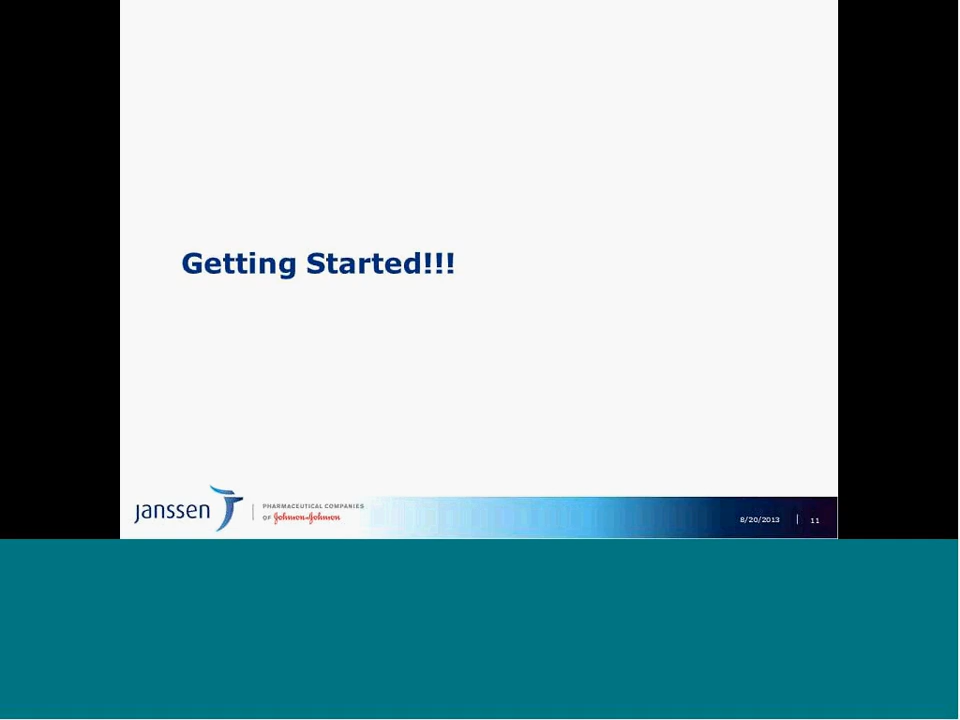 Getting Started!!!
janssen
PHARMACEUTICAL COMPANIES
OF Johnson&Johnson
8/20/2013 | 11